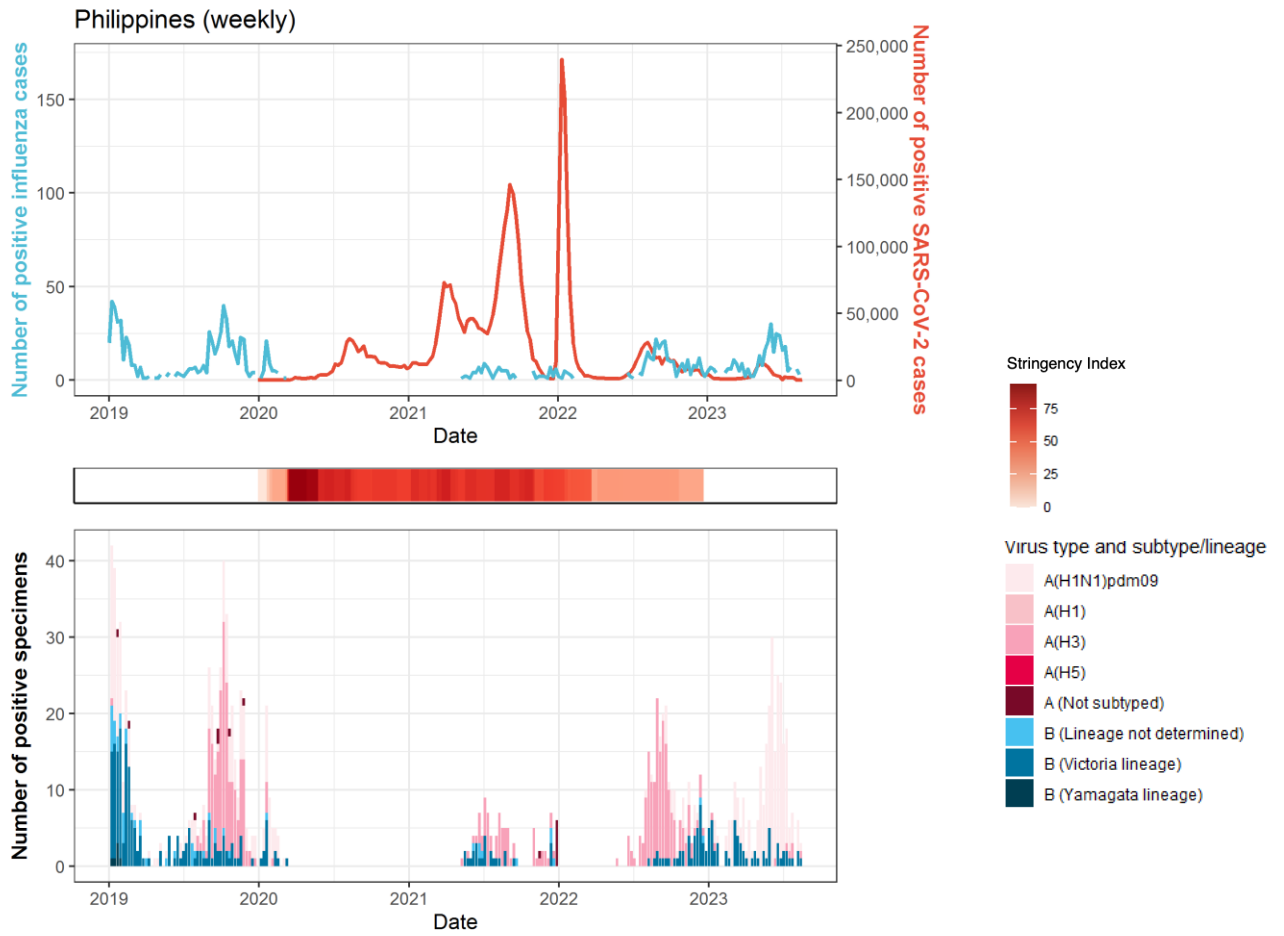 Philippines (weekly)
Number of positive influenza cases
150
100
50
0
250,000
200,000
150,000
100,000
50,000
0
Number of positive SARS-CoV-2 cases
2019 2020 2021 2022 2023
Date
Stringency Index
75
50
25
0
Number of positive specimens
40
30
20
10
0
2019 2020 2021 2022 2023
Date
Virus type and subtype/lineage
A(H1N1)pdm09
A(H1)
A(H3)
A(H5)
A (Not subtyped)
B (Lineage not determined)
B (Victoria lineage)
B (Yamagata lineage)